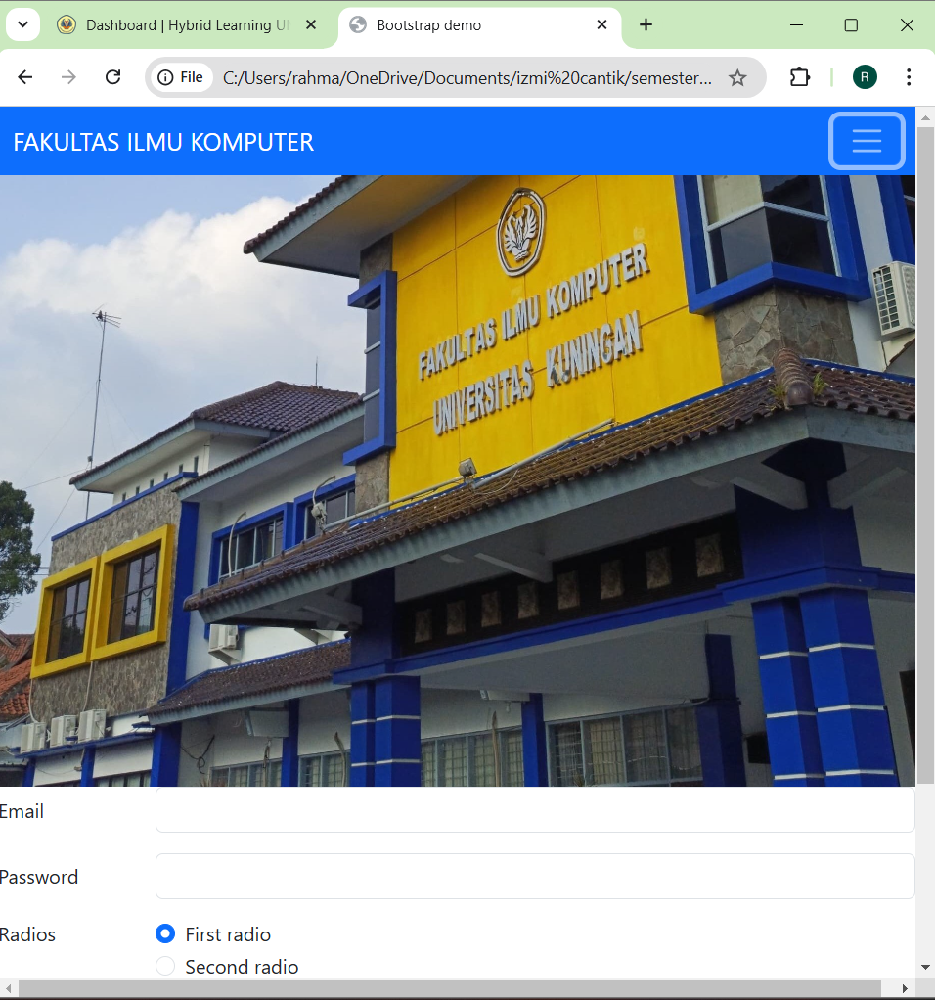 Dashboard | Hybrid Learning UN
Bootstrap demo
File
C:/Users/rahma/OneDrive/Documents/izmi%20cantik/semester...
R
FAKULTAS ILMU KOMPUTER
FAKULTAS ILMU KOMPUTER
UNIVERSITAS KUNINGAN
Email
Password
Radios
First radio
Second radio